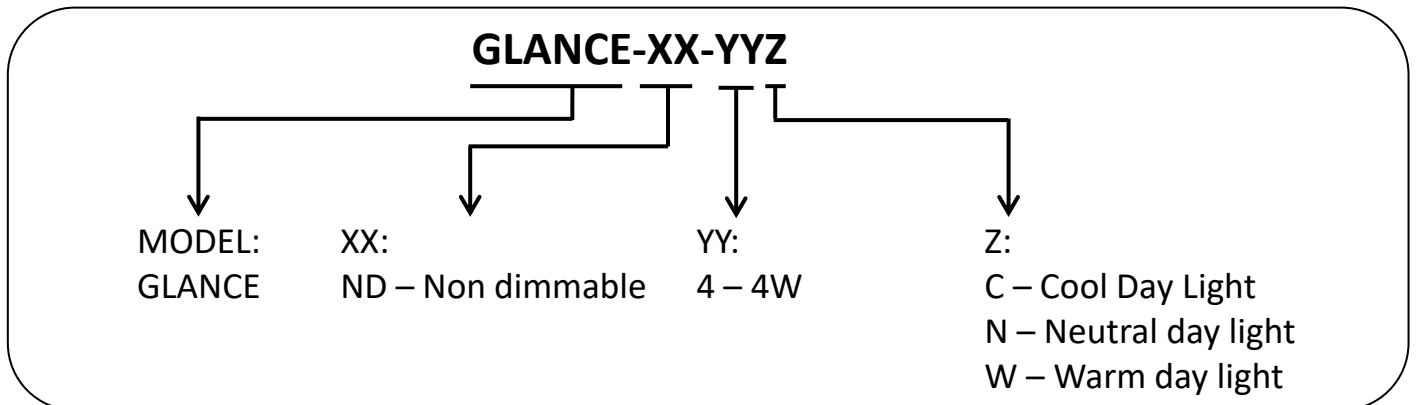 GLANCE-XX-YYZ
MODEL:
GLANCE
XX:
ND – Non dimmable
YY:
4 – 4W
Z:
C – Cool Day Light
N – Neutral day light
W – Warm day light